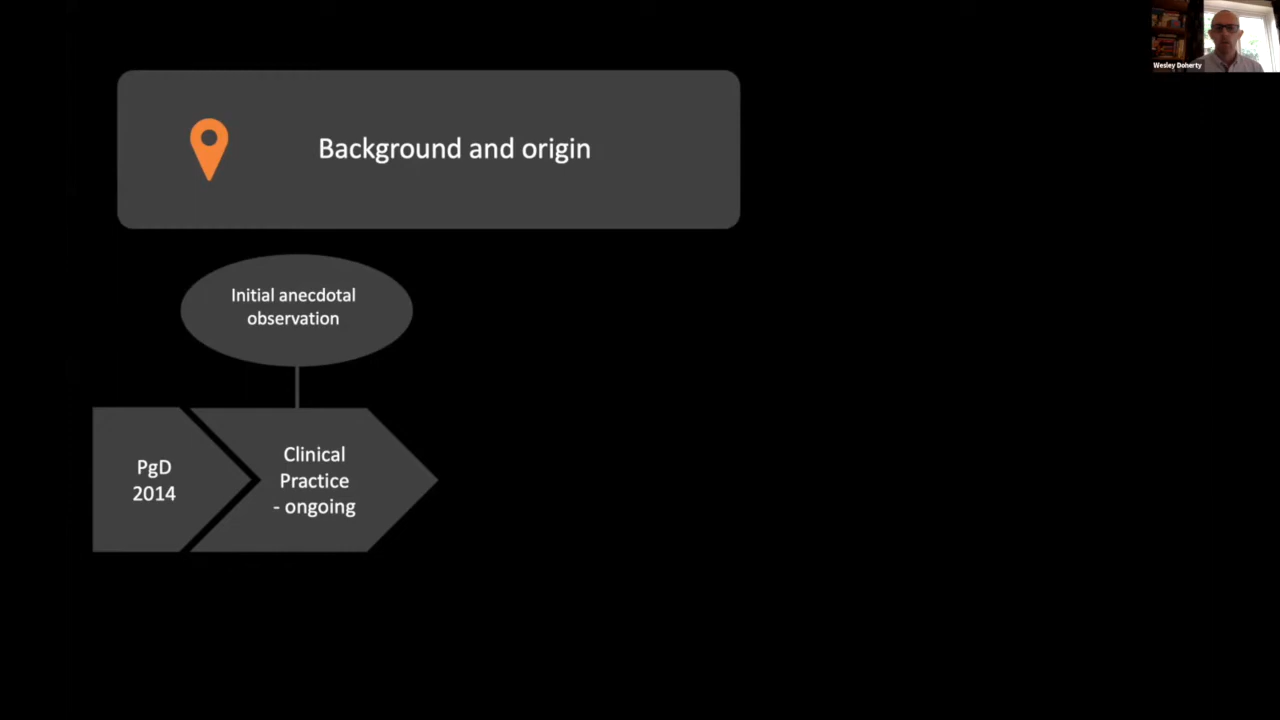 Wesley Doherty
Background and origin
Initial anecdotal
observation
PgD
2014
Clinical
Practice
- ongoing